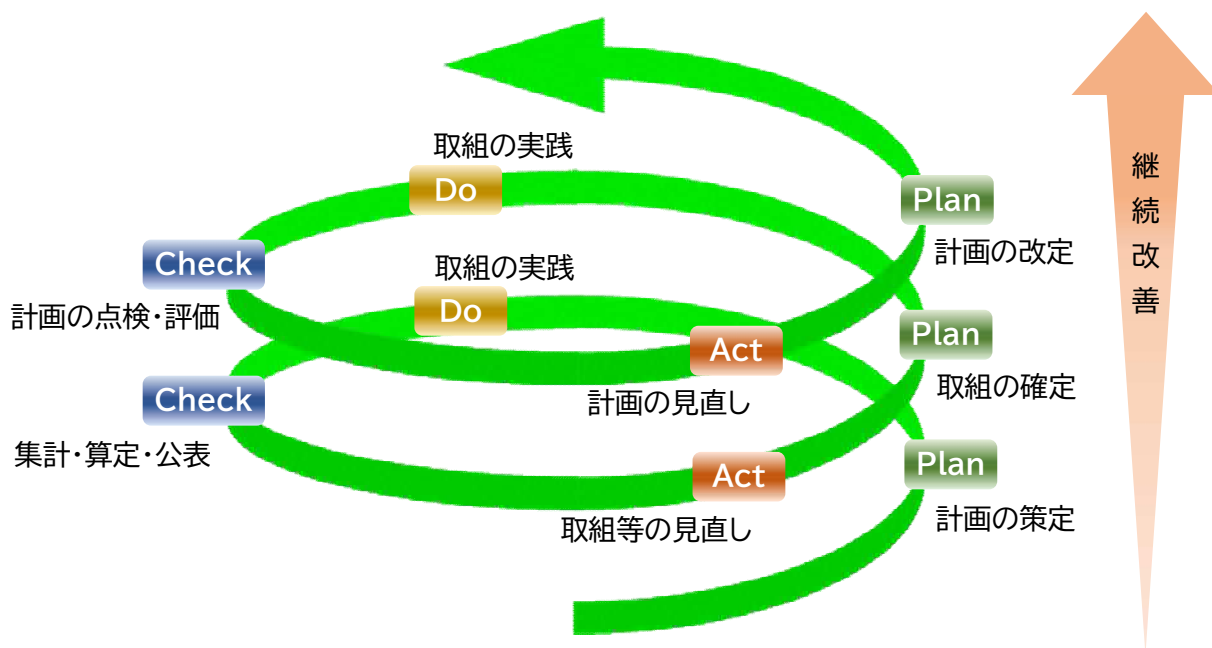 取組の実践
Do
Plan
計画の改定
Check
計画の点検・評価
取組の実践
Do
Act
計画の見直し
Plan
取組の確定
Check
集計・算定・公表
Act
取組等の見直し
Plan
計画の策定
継続改善